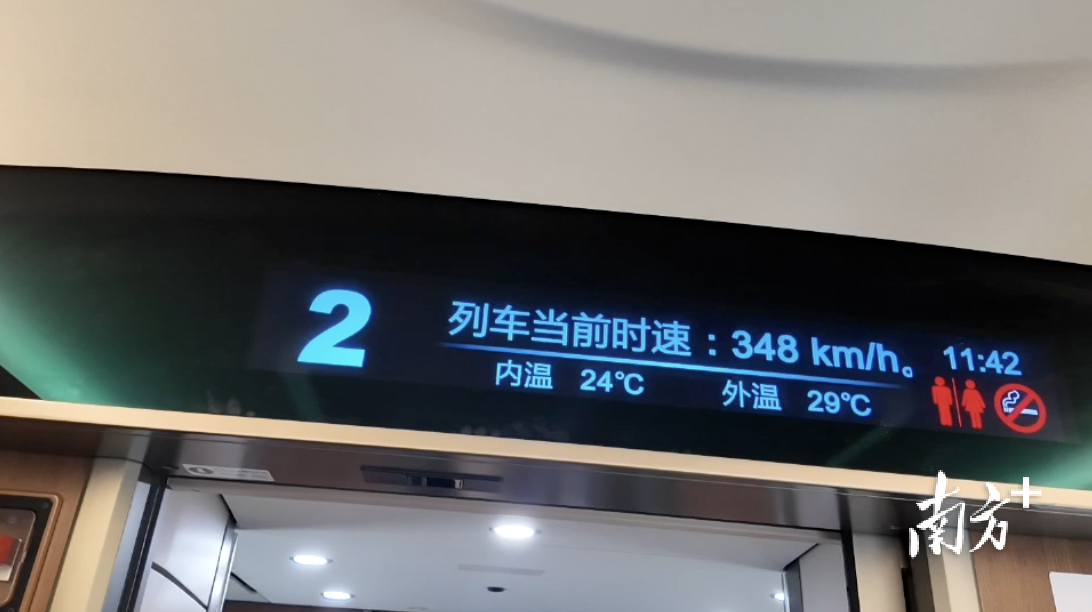 2
列车当前时速：348 km/h。
11:42
内温 24℃ 外温 29℃
南方+